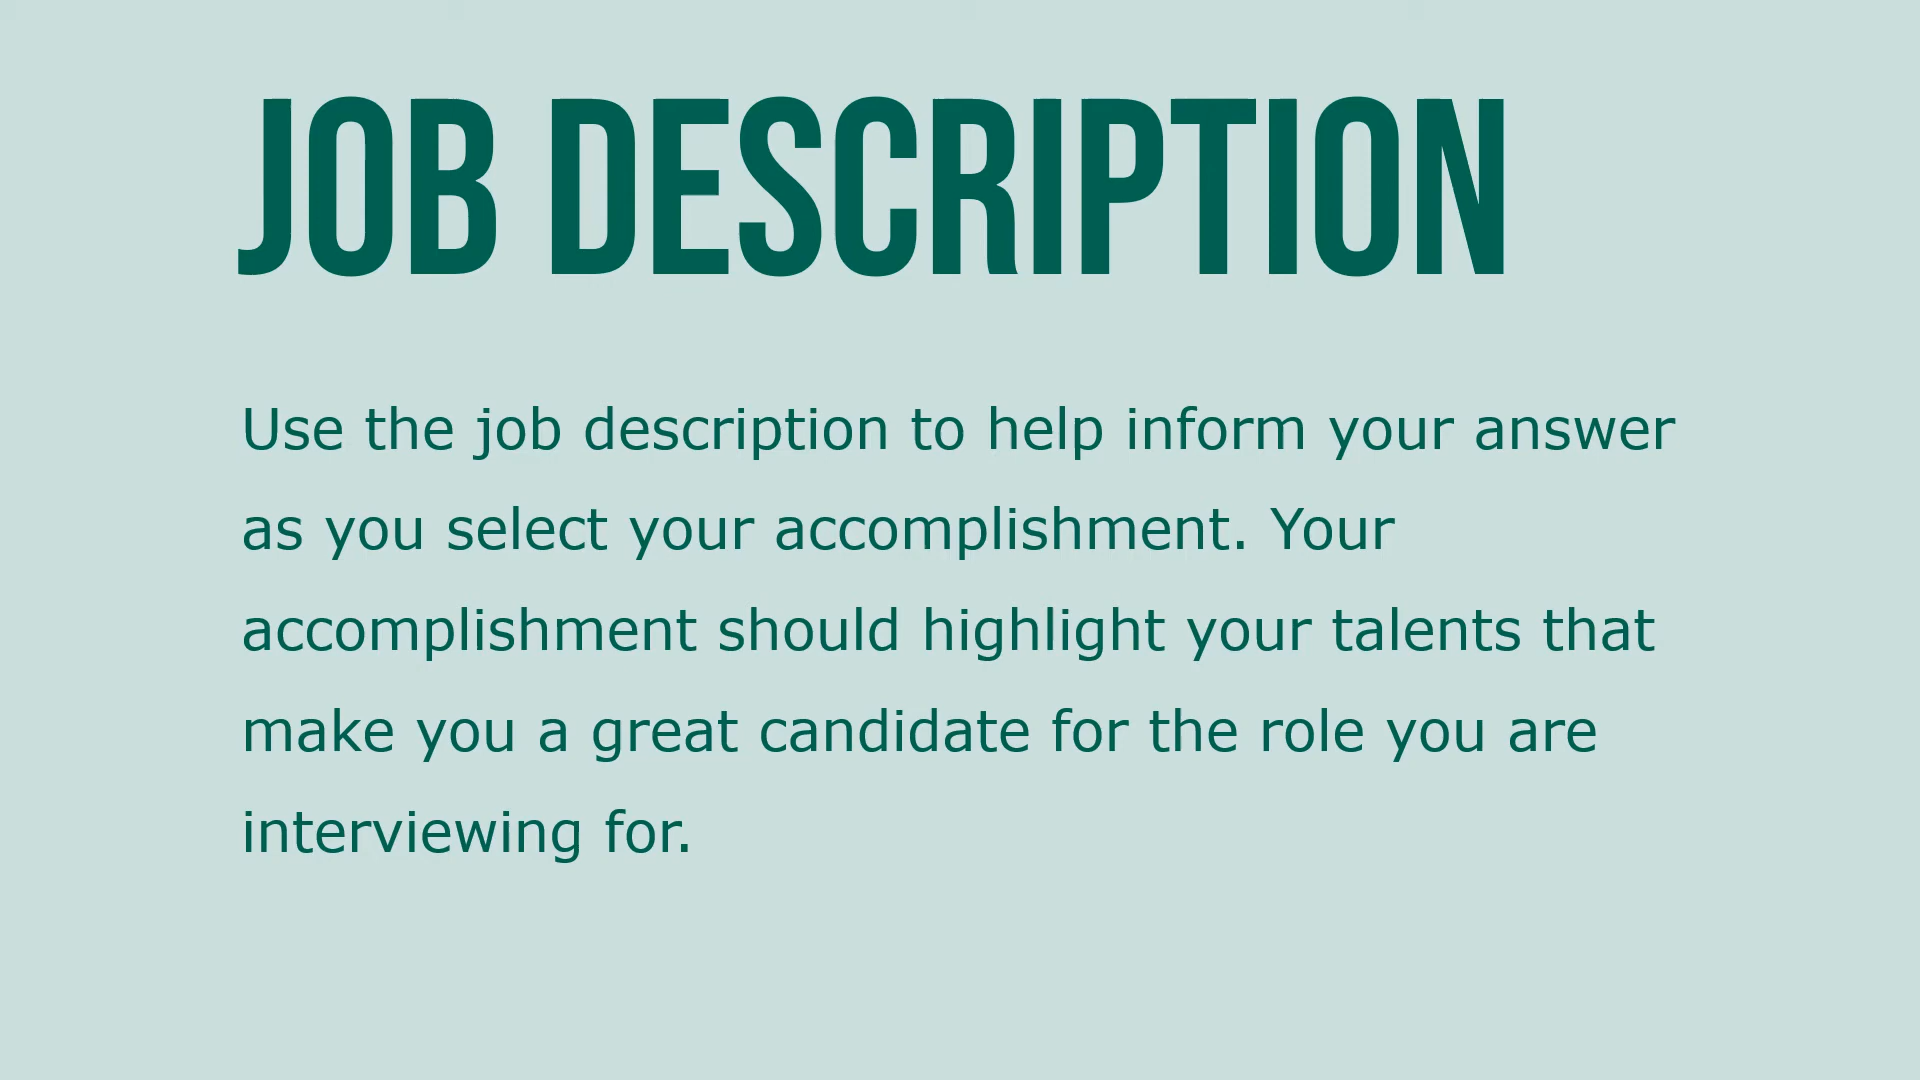 JOB DESCRIPTION
Use the job description to help inform your answer
as you select your accomplishment. Your
accomplishment should highlight your talents that
make you a great candidate for the role you are
interviewing for.